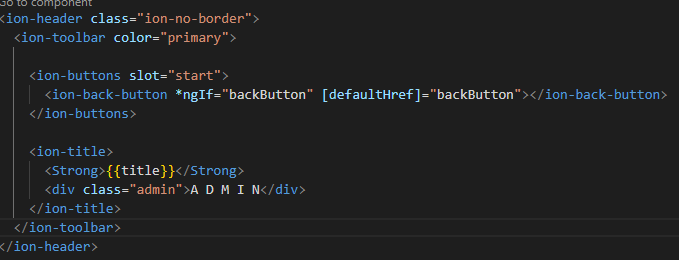 Go to component
<ion-header class="ion-no-border">
<ion-toolbar color="primary">
<ion-buttons slot="start">
<ion-back-button *ngIf="backButton" [defaultHref]="backButton"></ion-back-button>
</ion-buttons>
<ion-title>
<Strong>{{title}}</Strong>
<div class="admin">A D M I N</div>
</ion-title>
</ion-toolbar>
</ion-header>